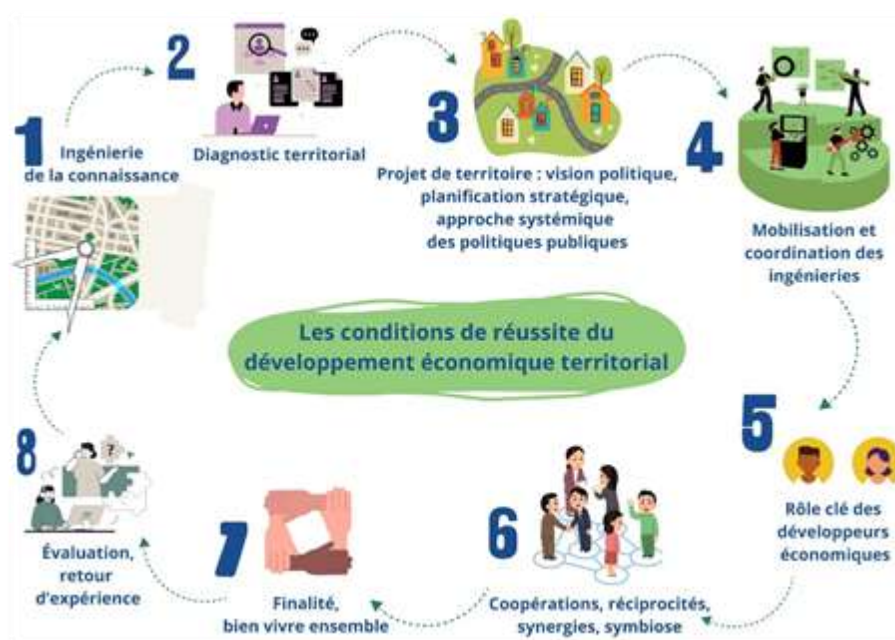 1
Ingénierie
de la connaissance
2
Diagnostic territorial
3
Projet de territoire : vision politique,
planification stratégique,
approche systémique
des politiques publiques
4
Mobilisation et
coordination des
ingénieries
Les conditions de réussite du
développement économique territorial
5
Rôle clé des
développeurs
économiques
6
Coopérations, réciprocités,
synergies, symbiose
7
Finalité,
bien vivre ensemble
8
?
Évaluation,
retour
d'expérience